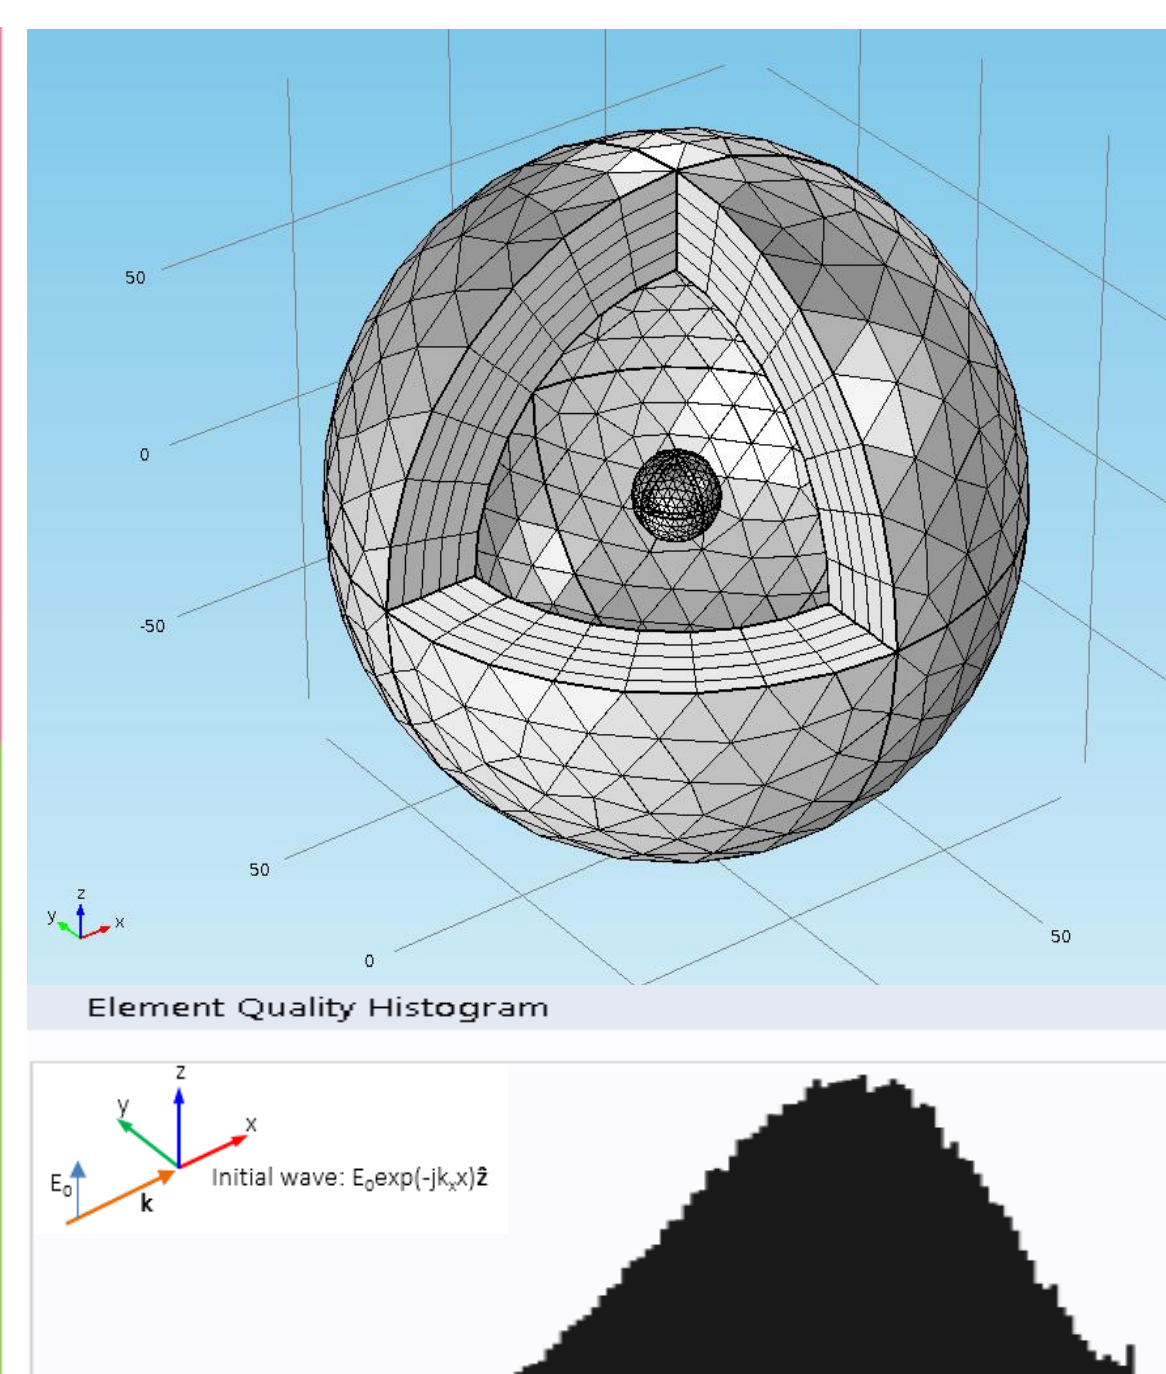 50
0
-50
50
0
50
z
y
x
Element Quality Histogram
z
y
x
E₀
k
Initial wave: E₀exp(-jkₓx)ẑ